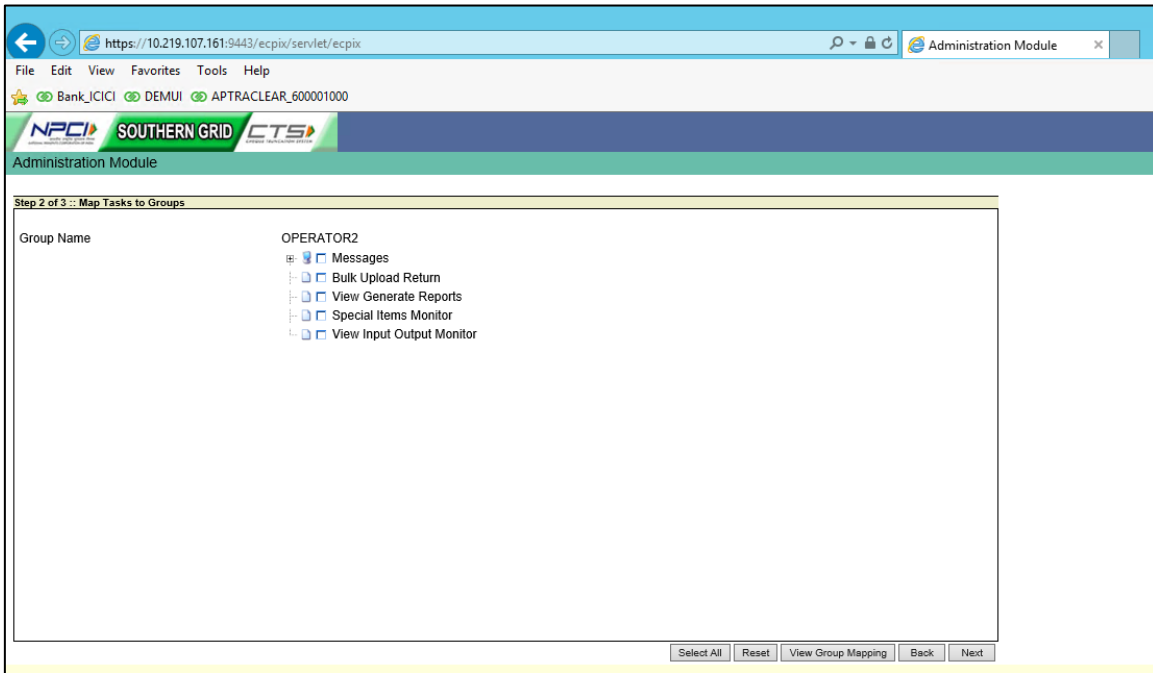 https://10.219.107.161:9443/ecpix/servlet/ecpix
Administration Module
File Edit View Favorites Tools Help
Bank_ICICI DEMUI APTRACLEAR_600001000
NPCI SOUTHERN GRID CTS
Administration Module
Step 2 of 3 :: Map Tasks to Groups
Group Name OPERATOR2
Messages
Bulk Upload Return
View Generate Reports
Special Items Monitor
View Input Output Monitor
Select All Reset View Group Mapping Back Next